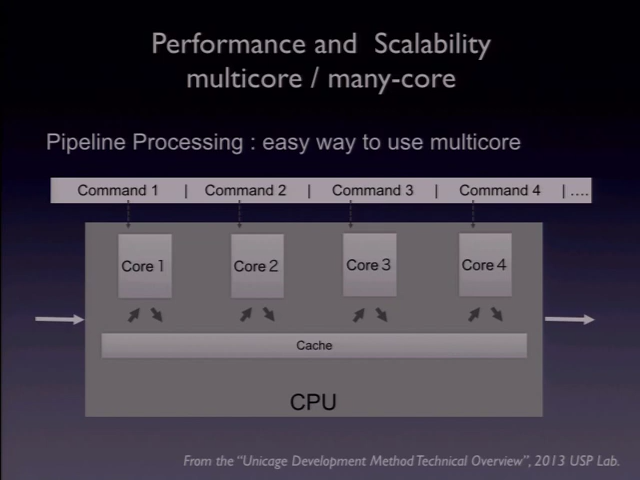 Performance and Scalability
multicore / many-core
Pipeline Processing : easy way to use multicore
Command 1 | Command 2 | Command 3 | Command 4 | ....
Core 1 Core 2 Core 3 Core 4
Cache
CPU
From the "Unicage Development Method Technical Overview", 2013 USP Lab.